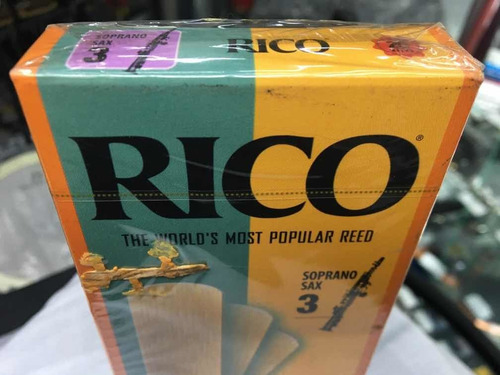 SOPRANO
SAX
3
RICO
RICO®
THE WORLD'S MOST POPULAR REED
SOPRANO
SAX
3